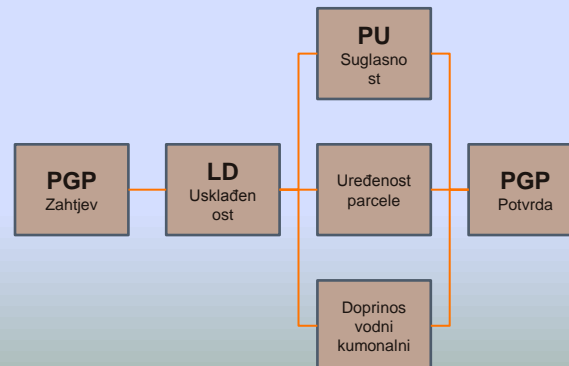 PU
Suglasno
st
PGP
Zahtjev
LD
Usklađen
ost
Uređenost
parcele
PGP
Potvrda
Doprinos
vodni
kumonalni